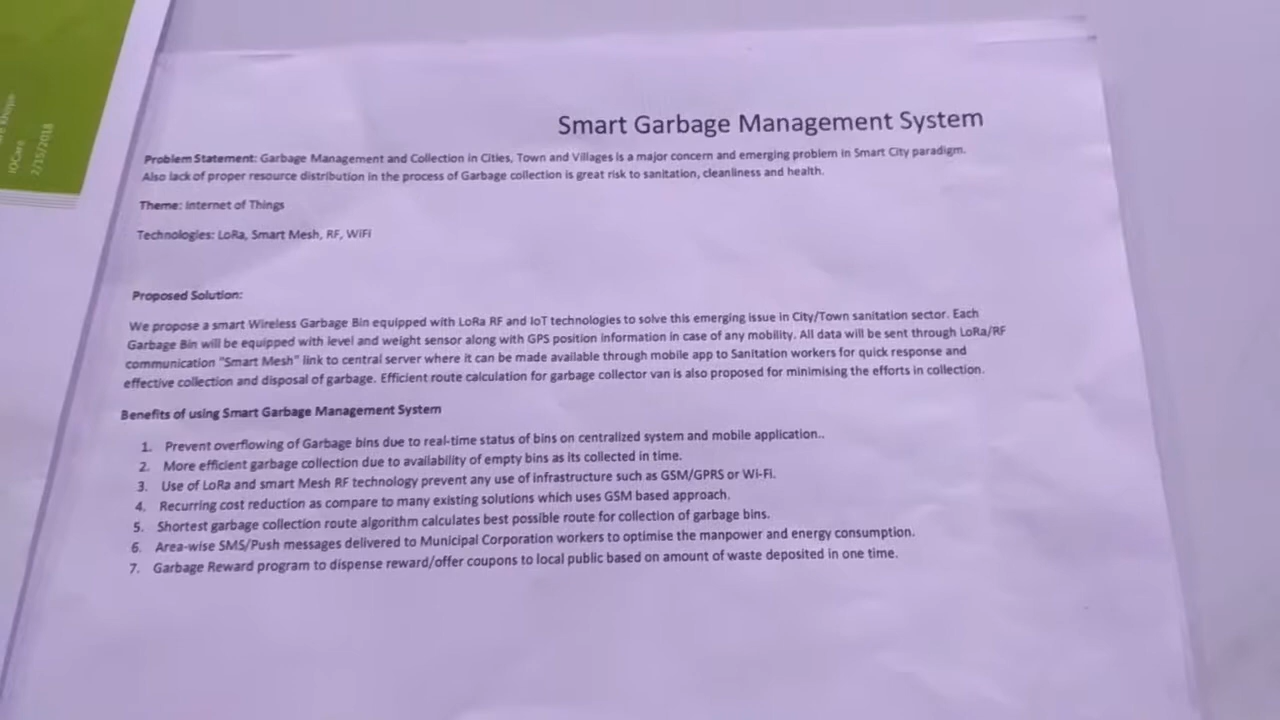 IOCare
2/15/2018
Smart Garbage Management System
Problem Statement: Garbage Management and Collection in Cities, Town and Villages is a major concern and emerging problem in Smart City paradigm.
Also lack of proper resource distribution in the process of Garbage collection is great risk to sanitation, cleanliness and health.
Theme: Internet of Things
Technologies: LoRa, Smart Mesh, RF, WiFi
Proposed Solution:
We propose a smart Wireless Garbage Bin equipped with LoRa RF and IoT technologies to solve this emerging issue in City/Town sanitation sector. Each
Garbage Bin will be equipped with level and weight sensor along with GPS position information in case of any mobility. All data will be sent through LoRa/RF
communication "Smart Mesh" link to central server where it can be made available through mobile app to Sanitation workers for quick response and
effective collection and disposal of garbage. Efficient route calculation for garbage collector van is also proposed for minimising the efforts in collection.
Benefits of using Smart Garbage Management System
1. Prevent overflowing of Garbage bins due to real-time status of bins on centralized system and mobile application..
2. More efficient garbage collection due to availability of empty bins as its collected in time.
3. Use of LoRa and smart Mesh RF technology prevent any use of infrastructure such as GSM/GPRS or Wi-Fi.
4. Recurring cost reduction as compare to many existing solutions which uses GSM based approach.
5. Shortest garbage collection route algorithm calculates best possible route for collection of garbage bins.
6. Area-wise SMS/Push messages delivered to Municipal Corporation workers to optimise the manpower and energy consumption.
7. Garbage Reward program to dispense reward/offer coupons to local public based on amount of waste deposited in one time.